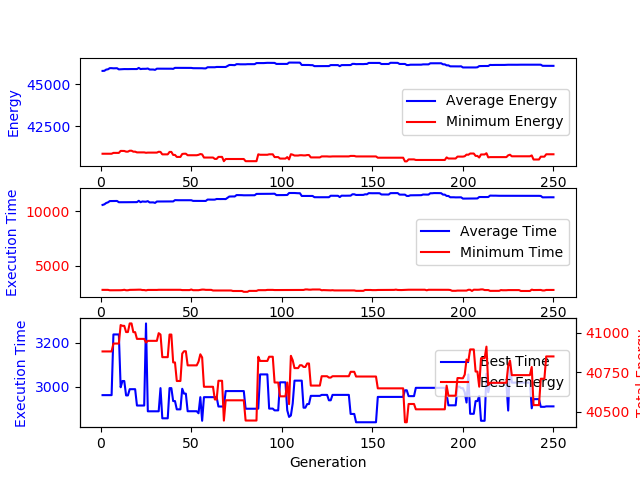 45000
42500
Energy
Average Energy
Minimum Energy
0 50 100 150 200 250
10000
5000
Execution Time
Average Time
Minimum Time
0 50 100 150 200 250
3200
3000
Execution Time
Best Time
Best Energy
41000
40750
40500
Total Energy
0 50 100 150 200 250
Generation